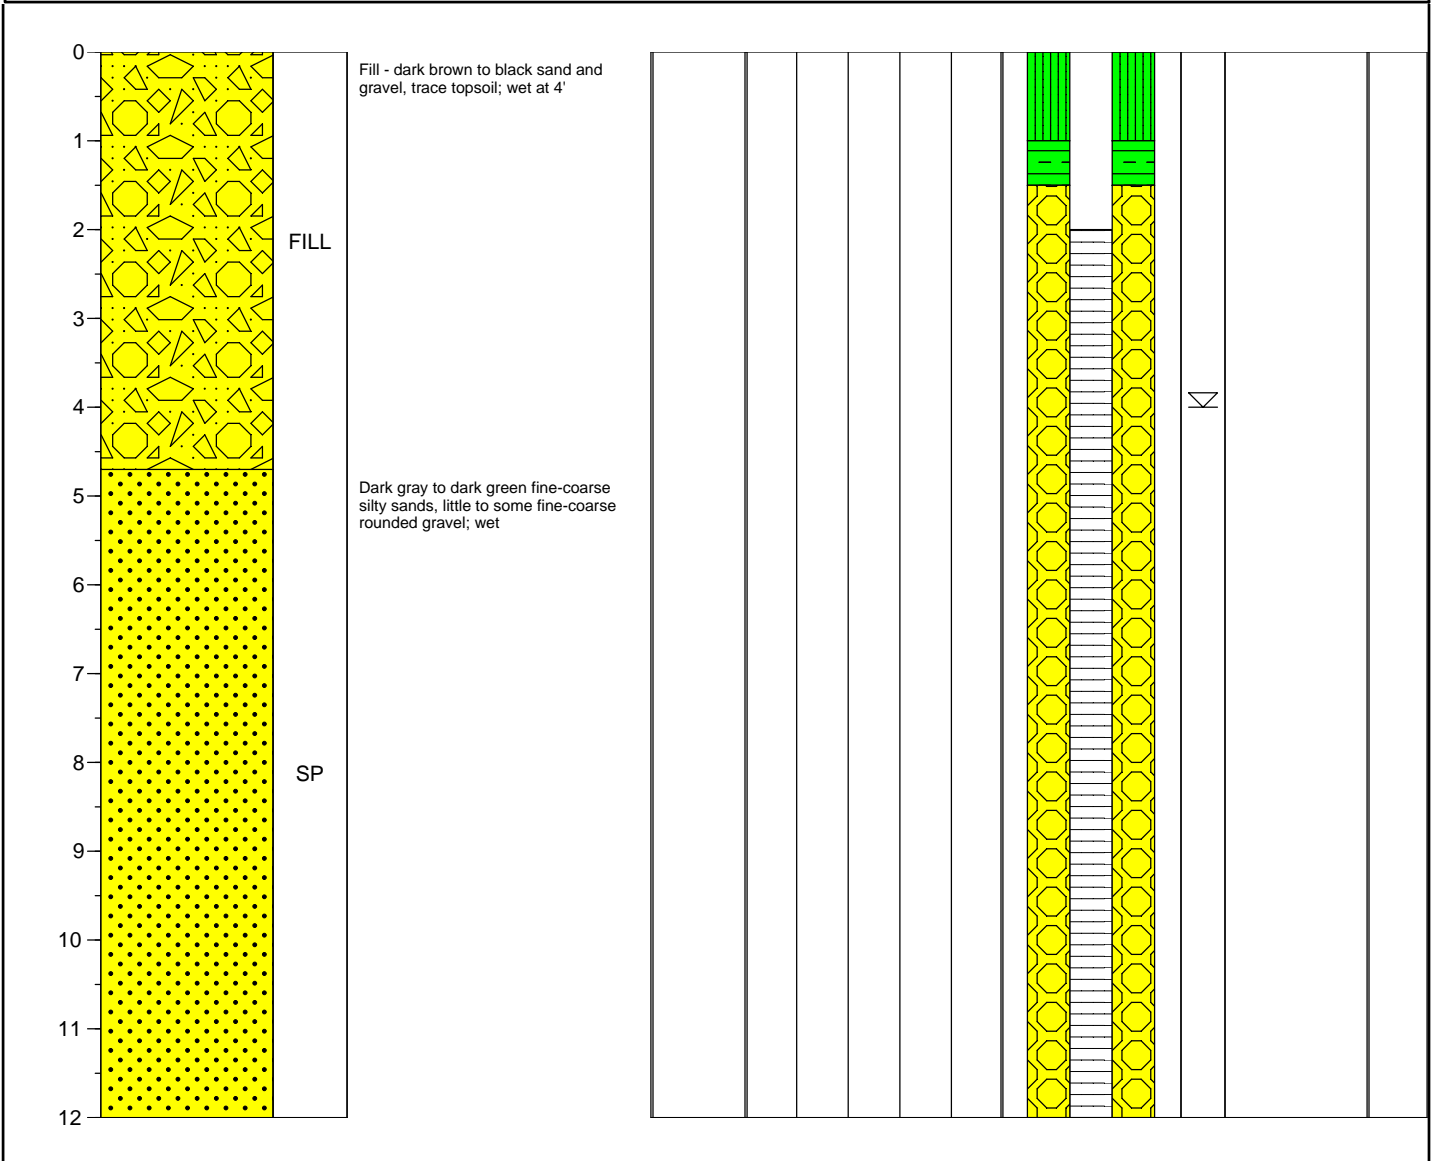 0
Fill - dark brown to black sand and
gravel, trace topsoil; wet at 4'
1
2
FILL
3
4
Dark gray to dark green fine-coarse
silty sands, little to some fine-coarse
rounded gravel; wet
5
6
7
8
SP
9
10
11
12